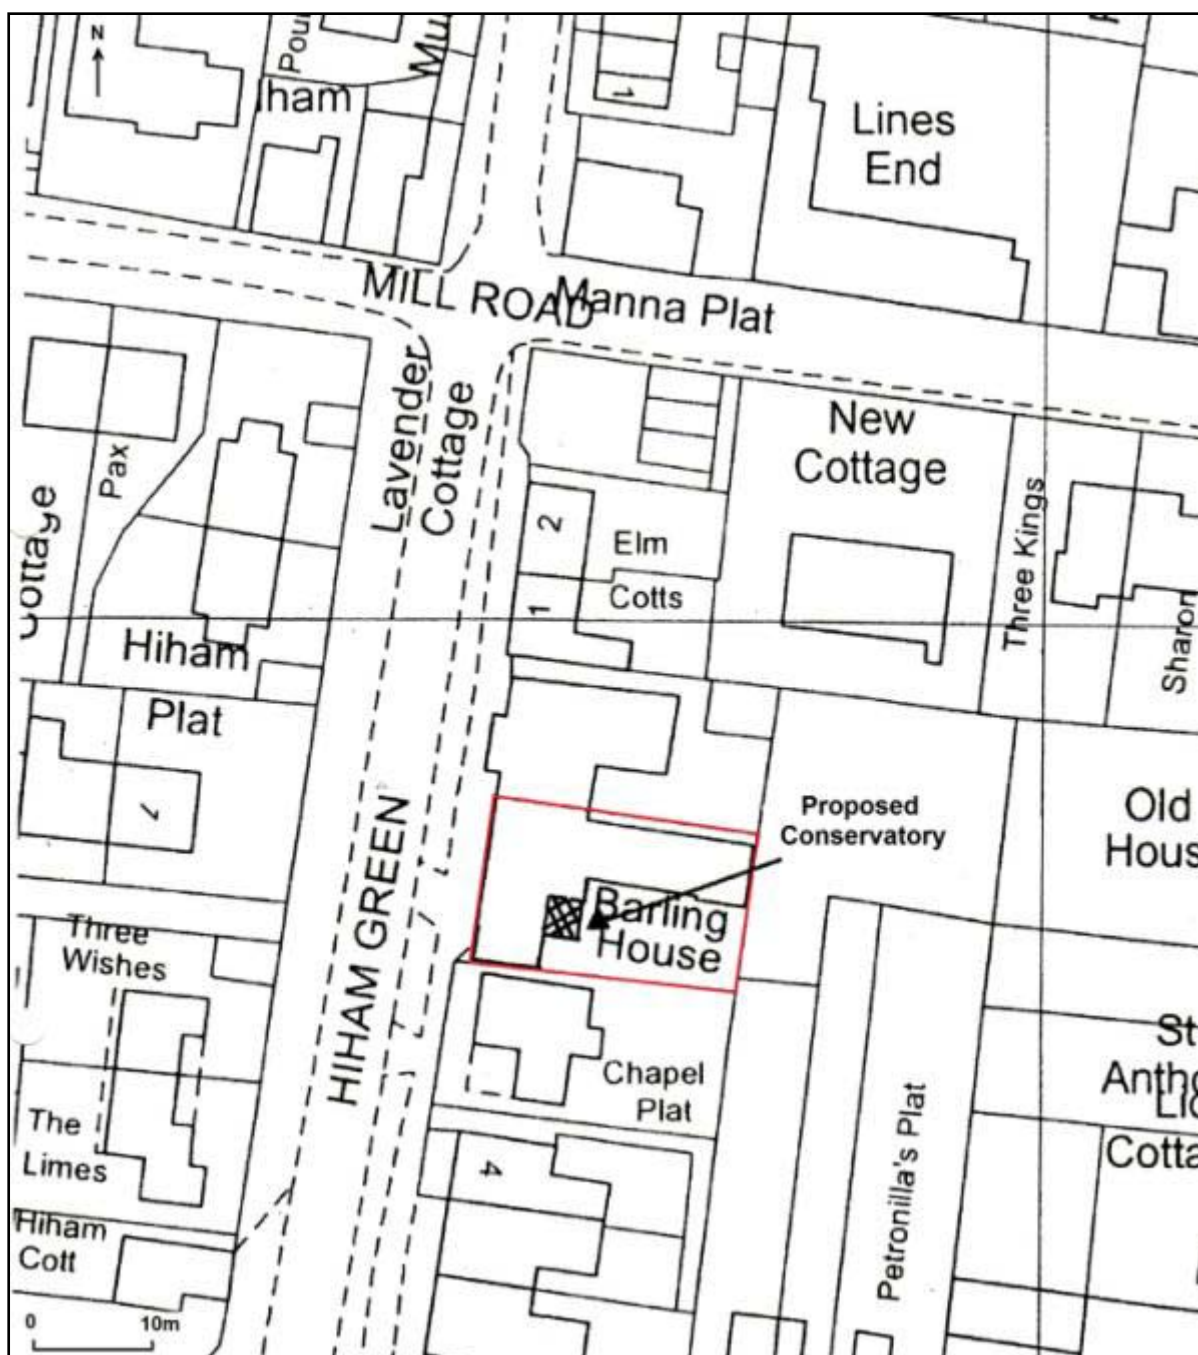 N
Pou
Mu
1
Lines
End
lham
MILL ROAD
Manna Plat
Lavender
Cottage
New
Cottage
Pax
Cottage
2
Elm
Cotts
1
Three Kings
Sharon
Hiham
Plat
7
HIHAM GREEN
Proposed
Conservatory
Old
Hous
Barling
House
Three
Wishes
Chapel
Plat
St
Antho
Cotta
The
Limes
4
Petronilla's Plat
Hiham
Cott
0 10m